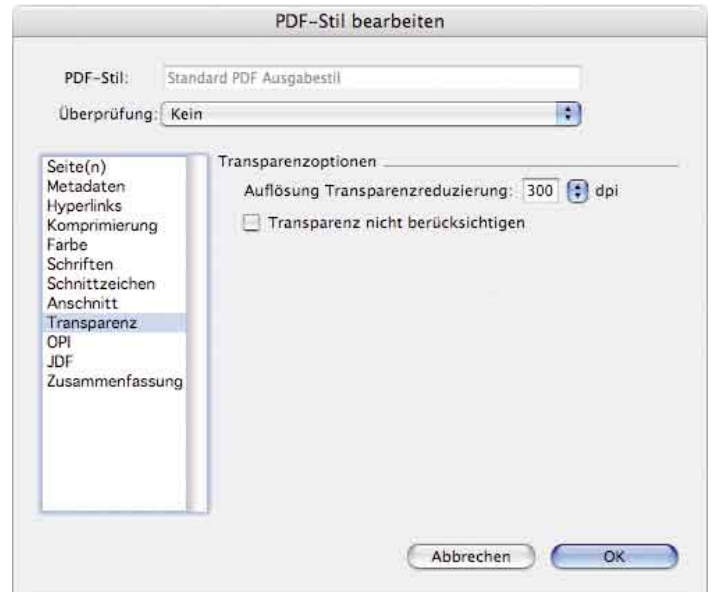 PDF-Stil bearbeiten
PDF-Stil: Standard PDF Ausgabestil
Überprüfung: Kein
Seite(n)
Metadaten
Hyperlinks
Komprimierung
Farbe
Schriften
Schnittzeichen
Anschnitt
Transparenz
OPI
JDF
Zusammenfassung
Transparenzoptionen
Auflösung Transparenzreduzierung: 300 dpi
Transparenz nicht berücksichtigen
Abbrechen OK